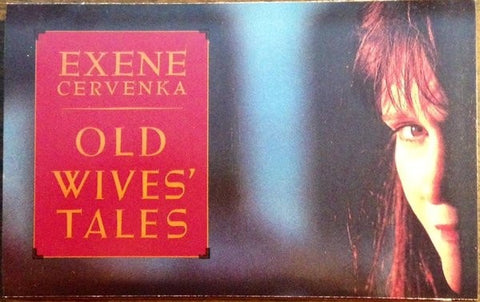 EXENE
CERVENKA
OLD
WIVES'
TALES